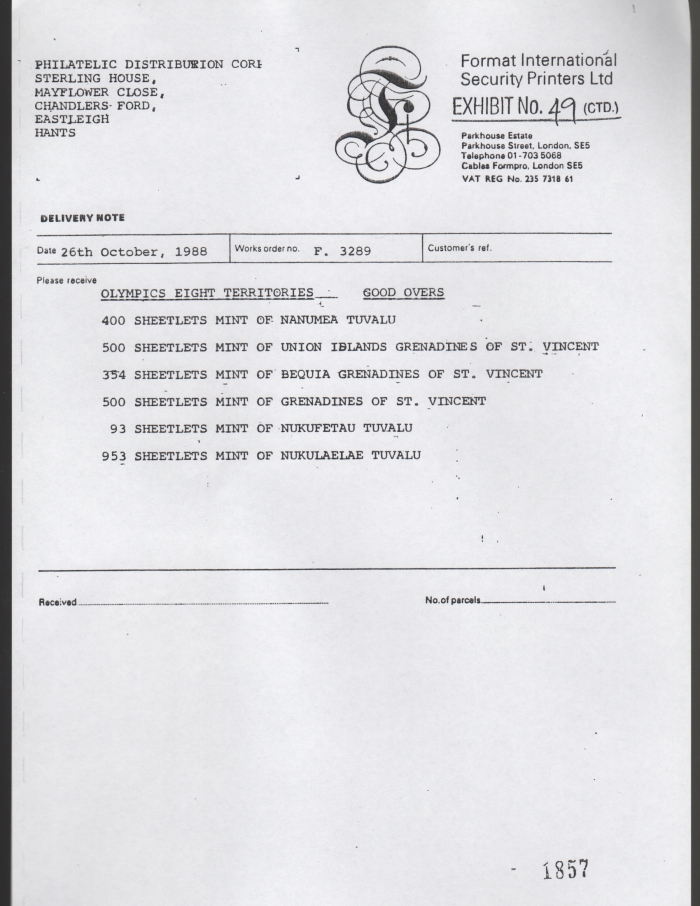 PHILATELIC DISTRIBUTION CORP
STERLING HOUSE,
MAYFLOWER CLOSE,
CHANDLERS FORD,
EASTLEIGH
HANTS
Format International
Security Printers Ltd
EXHIBIT No. 49 (CTD.)
Parkhouse Estate
Parkhouse Street, London, SE5
Telephone 01-703 5068
Cables Formpro, London SE5
VAT REG No. 235 7318 61
DELIVERY NOTE
Date 26th October, 1988 Works order no. F. 3289 Customer's ref.
Please receive
OLYMPICS EIGHT TERRITORIES GOOD OVERS
400 SHEETLETS MINT OF NANUMEA TUVALU
500 SHEETLETS MINT OF UNION IBLANDS GRENADINES OF ST. VINCENT
354 SHEETLETS MINT OF BEQUIA GRENADINES OF ST. VINCENT
500 SHEETLETS MINT OF GRENADINES OF ST. VINCENT
93 SHEETLETS MINT OF NUKUFETAU TUVALU
953 SHEETLETS MINT OF NUKULAELAE TUVALU
Received No. of parcels
- 1857